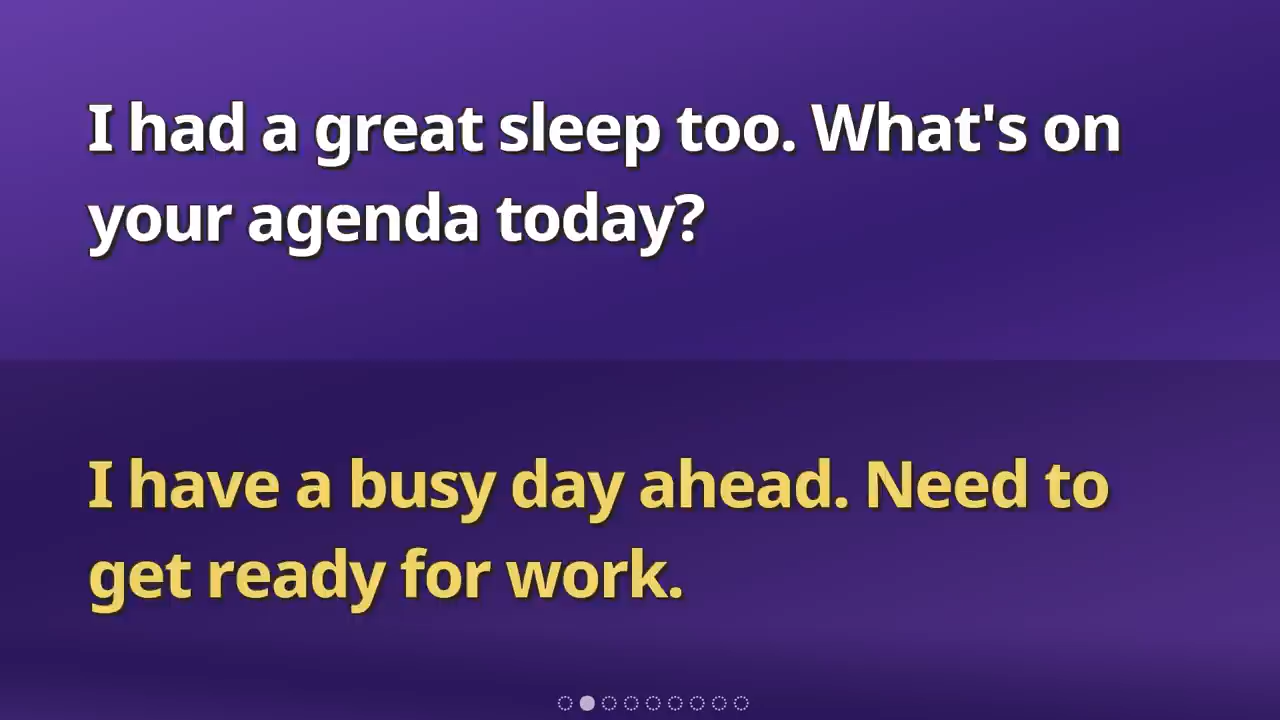 I had a great sleep too. What's on
your agenda today?
I have a busy day ahead. Need to
get ready for work.